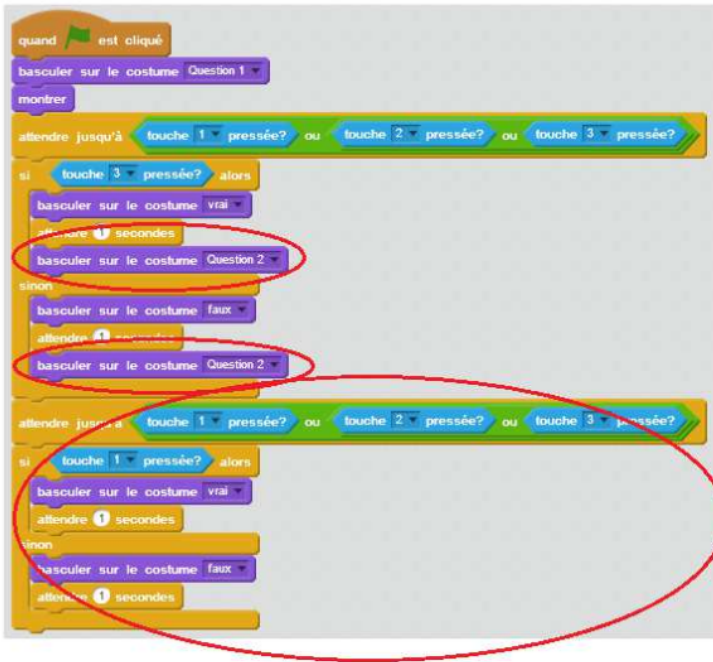 quand est cliqué
basculer sur le costume Question 1
montrer
attendre jusqu'à touche 1 pressée? ou touche 2 pressée? ou touche 3 pressée?
si touche 3 pressée? alors
basculer sur le costume vrai
attendre 1 secondes
basculer sur le costume Question 2
sinon
basculer sur le costume faux
attendre 1 secondes
basculer sur le costume Question 2
attendre jusqu'à touche 1 pressée? ou touche 2 pressée? ou touche 3 pressée?
si touche 1 pressée? alors
basculer sur le costume vrai
attendre 1 secondes
sinon
basculer sur le costume faux
attendre 1 secondes